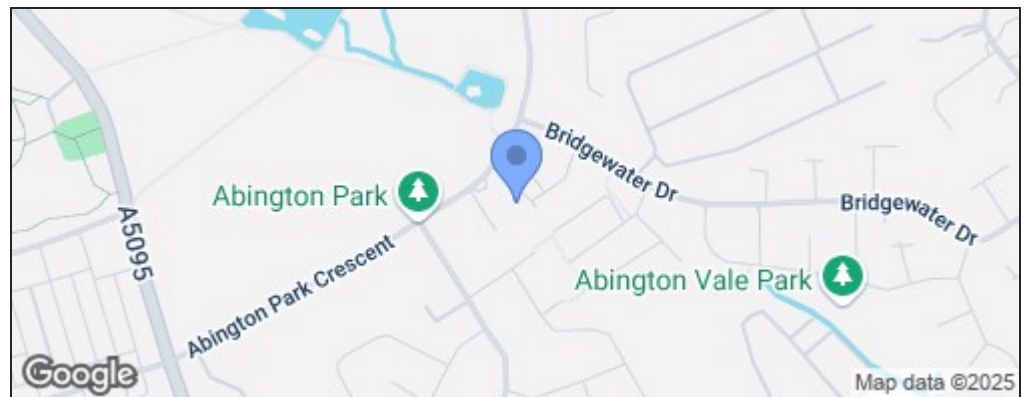 Bridgewater Dr
Abington Park
Bridgewater Dr
A5095
Abington Park Crescent
Abington Vale Park
Google
Map data ©2025